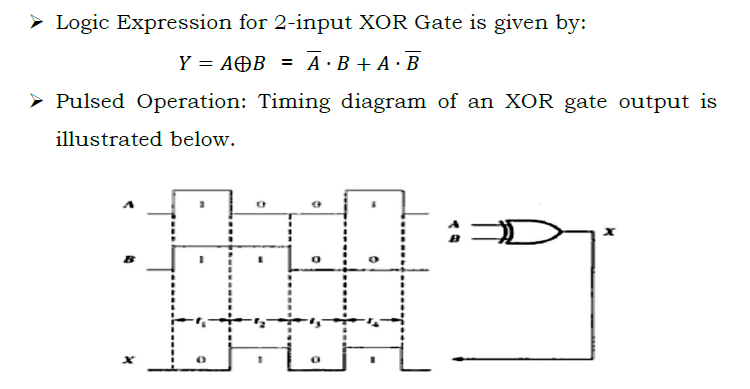 ➤ Logic Expression for 2-input XOR Gate is given by:
Y = A⊕B = A̅ · B + A · B̅
➤ Pulsed Operation: Timing diagram of an XOR gate output is
illustrated below.
A 1 0 0 1
B 1 1 0 0
t₁ t₂ t₃ t₄
X 0 1 0 1
A
B
X